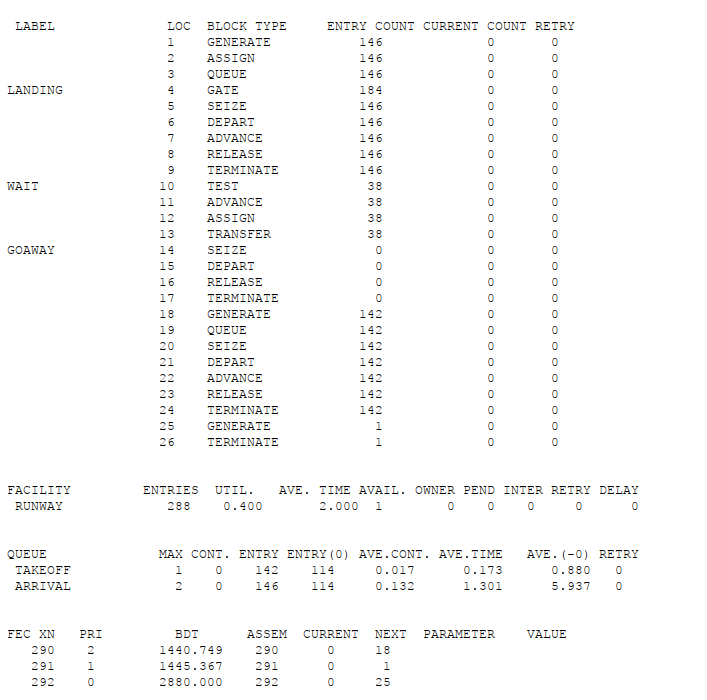 LABEL LOC BLOCK TYPE ENTRY COUNT CURRENT COUNT RETRY
1 GENERATE 146 0 0
2 ASSIGN 146 0 0
3 QUEUE 146 0 0
LANDING 4 GATE 184 0 0
5 SEIZE 146 0 0
6 DEPART 146 0 0
7 ADVANCE 146 0 0
8 RELEASE 146 0 0
9 TERMINATE 146 0 0
WAIT 10 TEST 38 0 0
11 ADVANCE 38 0 0
12 ASSIGN 38 0 0
13 TRANSFER 38 0 0
GOAWAY 14 SEIZE 0 0 0
15 DEPART 0 0 0
16 RELEASE 0 0 0
17 TERMINATE 0 0 0
18 GENERATE 142 0 0
19 QUEUE 142 0 0
20 SEIZE 142 0 0
21 DEPART 142 0 0
22 ADVANCE 142 0 0
23 RELEASE 142 0 0
24 TERMINATE 142 0 0
25 GENERATE 1 0 0
26 TERMINATE 1 0 0
FACILITY ENTRIES UTIL. AVE. TIME AVAIL. OWNER PEND INTER RETRY DELAY
RUNWAY 288 0.400 2.000 1 0 0 0 0 0
QUEUE MAX CONT. ENTRY ENTRY(0) AVE.CONT. AVE.TIME AVE.(-0) RETRY
TAKEOFF 1 0 142 114 0.017 0.173 0.880 0
ARRIVAL 2 0 146 114 0.132 1.301 5.937 0
FEC XN PRI BDT ASSEM CURRENT NEXT PARAMETER VALUE
290 2 1440.749 290 0 18
291 1 1445.367 291 0 1
292 0 2880.000 292 0 25